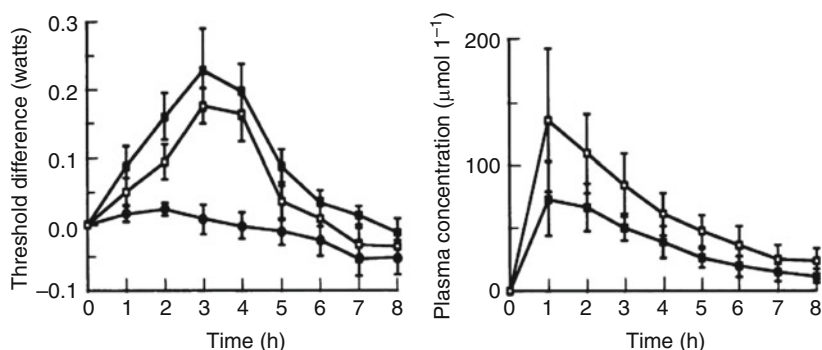 Threshold difference (watts)
0.3
0.2
0.1
0.0
–0.1
0 1 2 3 4 5 6 7 8
Time (h)
Plasma concentration (μmol 1⁻¹)
200
100
0
0 1 2 3 4 5 6 7 8
Time (h)